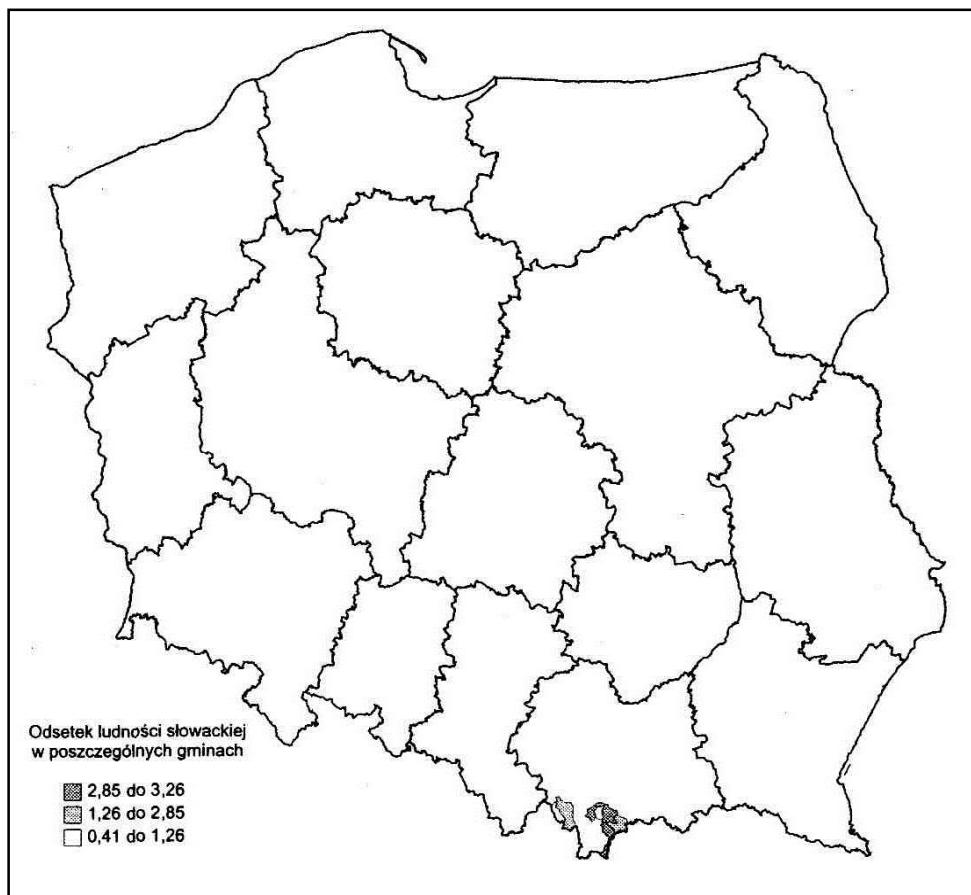 Odsetek ludności słowackiej
w poszczególnych gminach
2,85 do 3,26
1,26 do 2,85
0,41 do 1,26